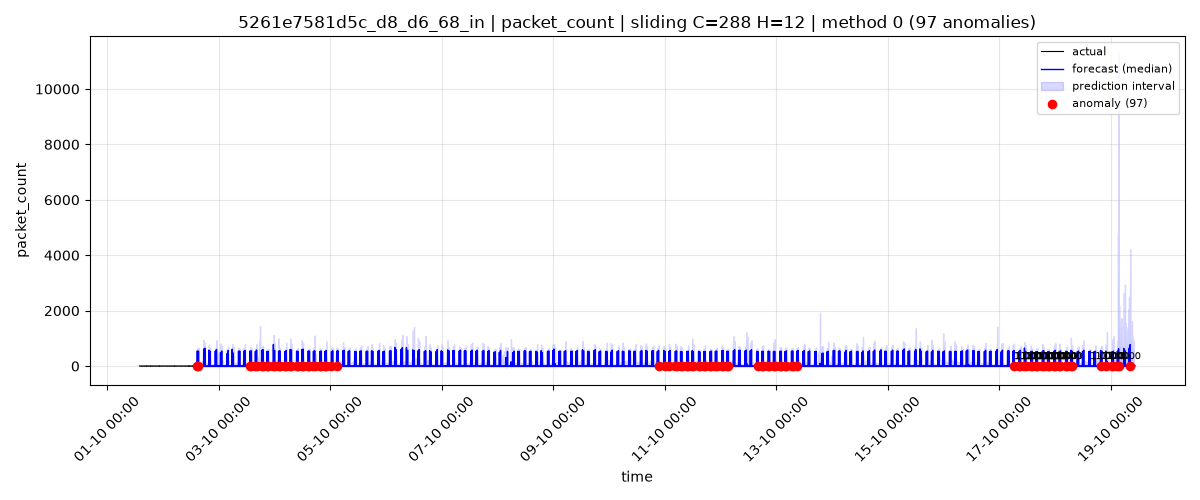 5261e7581d5c_d8_d6_68_in | packet_count | sliding C=288 H=12 | method 0 (97 anomalies)
actual
forecast (median)
prediction interval
anomaly (97)
packet_count
10000
8000
6000
4000
2000
0
01-10 00:00
03-10 00:00
05-10 00:00
07-10 00:00
09-10 00:00
11-10 00:00
13-10 00:00
15-10 00:00
17-10 00:00
19-10 00:00
time